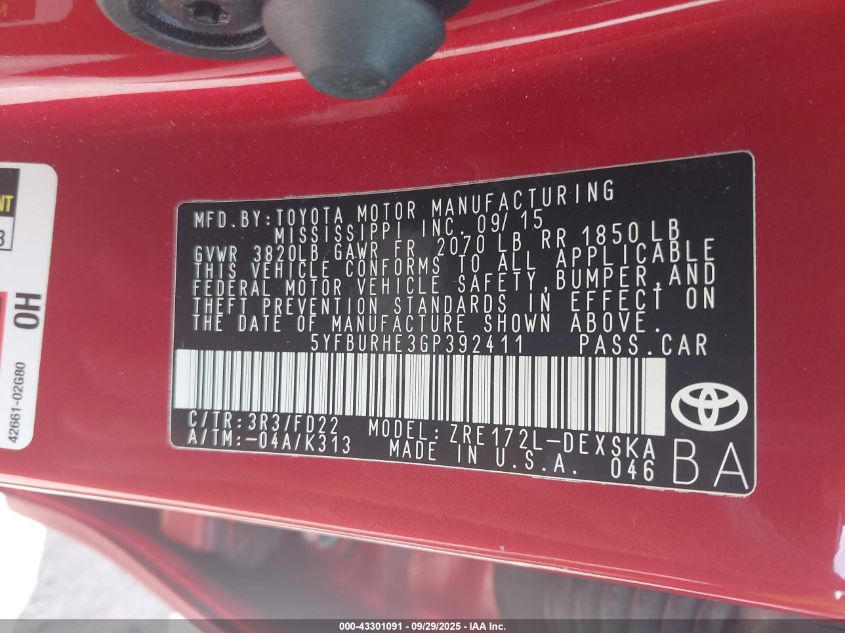 MFD.BY:TOYOTA MOTOR MANUFACTURING
MISSISSIPPI INC. 09/15
GVWR 3820LB GAWR FR 2070 LB RR 1850 LB
THIS VEHICLE CONFORMS TO ALL APPLICABLE
FEDERAL MOTOR VEHICLE SAFETY,BUMPER,AND
THEFT PREVENTION STANDARDS IN EFFECT ON
THE DATE OF MANUFACTURE SHOWN ABOVE.
5YFBURHE3GP392411 PASS.CAR
C/TR:3R3/FD22 MODEL: ZRE172L-DEXSKA
A/TM:-04A/K313 MADE IN U.S.A. 046
BA
OH
42661-02G80
000-43301091 - 09/29/2025 - IAA Inc.